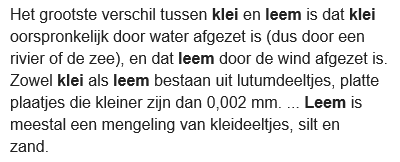 Het grootste verschil tussen klei en leem is dat klei
oorspronkelijk door water afgezet is (dus door een
rivier of de zee), en dat leem door de wind afgezet is.
Zowel klei als leem bestaan uit lutumdeeltjes, platte
plaatjes die kleiner zijn dan 0,002 mm. ... Leem is
meestal een mengeling van kleideeltjes, silt en
zand.